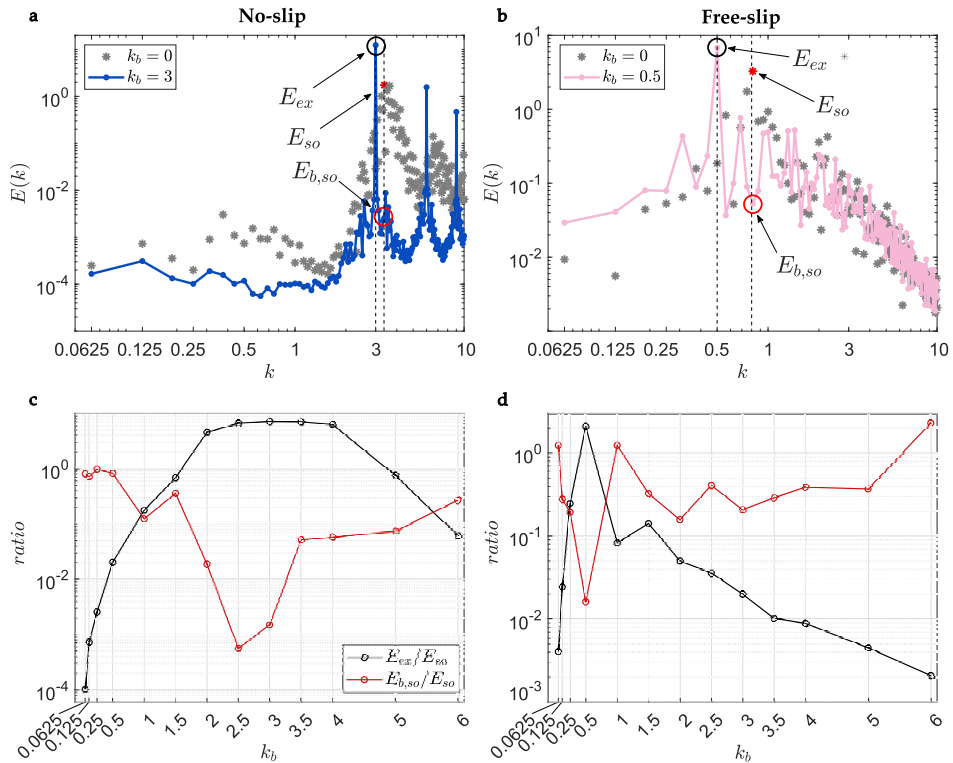 a
No-slip
b
Free-slip
k_b = 0
k_b = 3
E_ex
E_so
E_b,so
10^0
10^-2
10^-4
E(k)
0.0625 0.125 0.25 0.5 1 3 10
k
k_b = 0
k_b = 0.5
E_ex
E_so
E_b,so
10^1
10^0
10^-1
10^-2
E(k)
0.0625 0.125 0.25 0.5 1 3 10
k
c
10^0
10^-2
10^-4
ratio
E_ex/E_so
E_b,so/E_so
0.0625 0.125 0.25 0.5 1 1.5 2 2.5 3 3.5 4 5 6
k_b
d
10^0
10^-1
10^-2
10^-3
ratio
0.0625 0.125 0.25 0.5 1 1.5 2 2.5 3 3.5 4 5 6
k_b